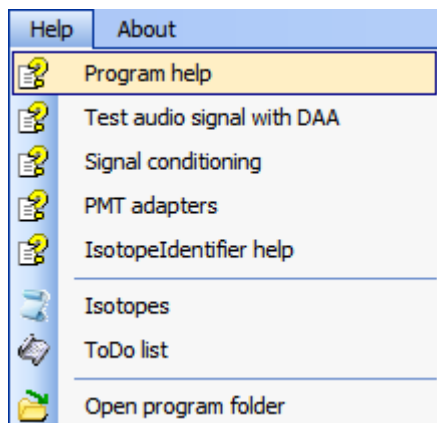 Help About
Program help
Test audio signal with DAA
Signal conditioning
PMT adapters
IsotopeIdentifier help
Isotopes
ToDo list
Open program folder